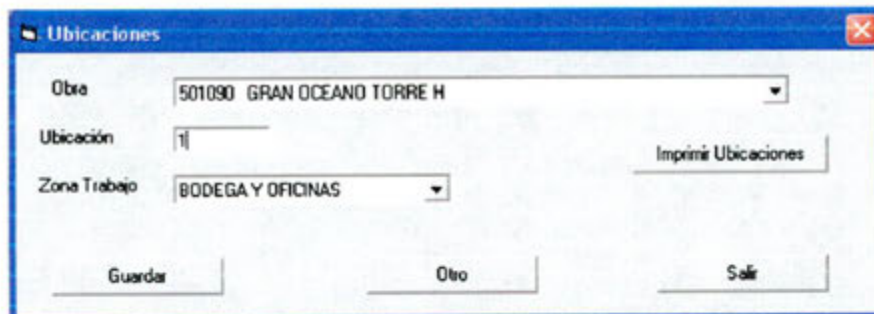 Ubicaciones
Obra 501090 GRAN OCEANO TORRE H
Ubicación 1
Imprimir Ubicaciones
Zona Trabajo BODEGA Y OFICINAS
Guardar Otro Salir